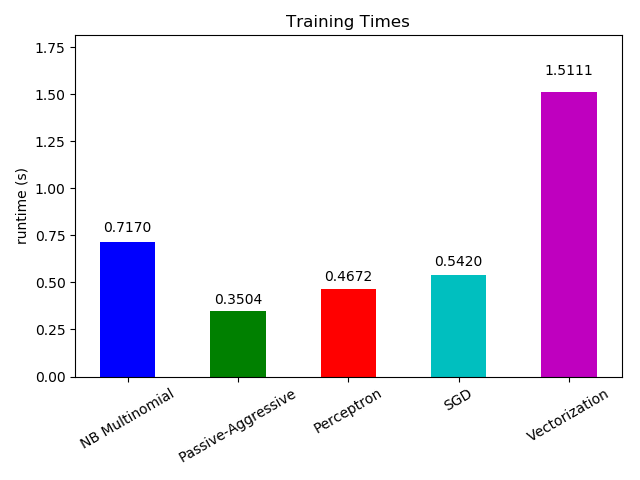 Training Times
runtime (s)
1.75
1.50
1.25
1.00
0.75
0.50
0.25
0.00
0.7170
0.3504
0.4672
0.5420
1.5111
NB Multinomial
Passive-Aggressive
Perceptron
SGD
Vectorization